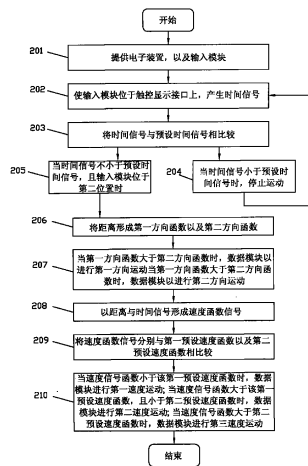 开始
201
提供电子装置，以及输入模块
202
使输入模块位于触控显示接口上，产生时间信号
203
将时间信号与预设时间信号相比较
205
当时间信号不小于预设
时间信号，且输入模块位于
第二位置时
204
当时间信号小于预设时间信
号时，停止运动
206
将距离形成第一方向函数以及第二方向函数
207
当第一方向函数大于第二方向函数时，数据模块以
进行第一方向运动当第一方向函数大于第二方向函
数时，数据模块以进行第二方向运动
208
以距离与时间信号形成速度函数信号
209
将速度函数信号分别与第一预设速度函数以及第二
预设速度函数相比较
210
当速度信号函数小于该第一预设速度函数时，数据
模块进行第一速度运动；当速度信号函数大于该第一
预设速度函数，且小于第二预设速度函数时，数据
模块进行第二速度运动；当速度信号函数大于第二
预设速度函数时，数据模块进行第三速度运动
结束